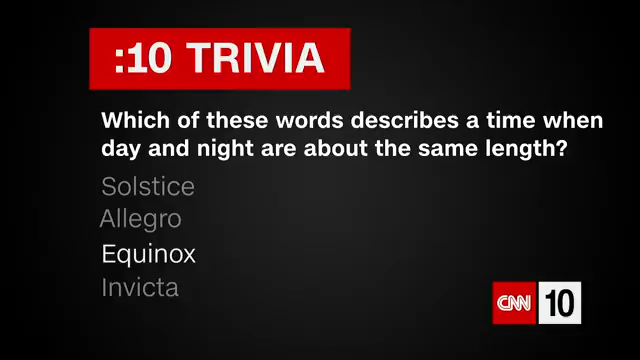 :10 TRIVIA
Which of these words describes a time when
day and night are about the same length?
Solstice
Allegro
Equinox
Invicta
CNN 10